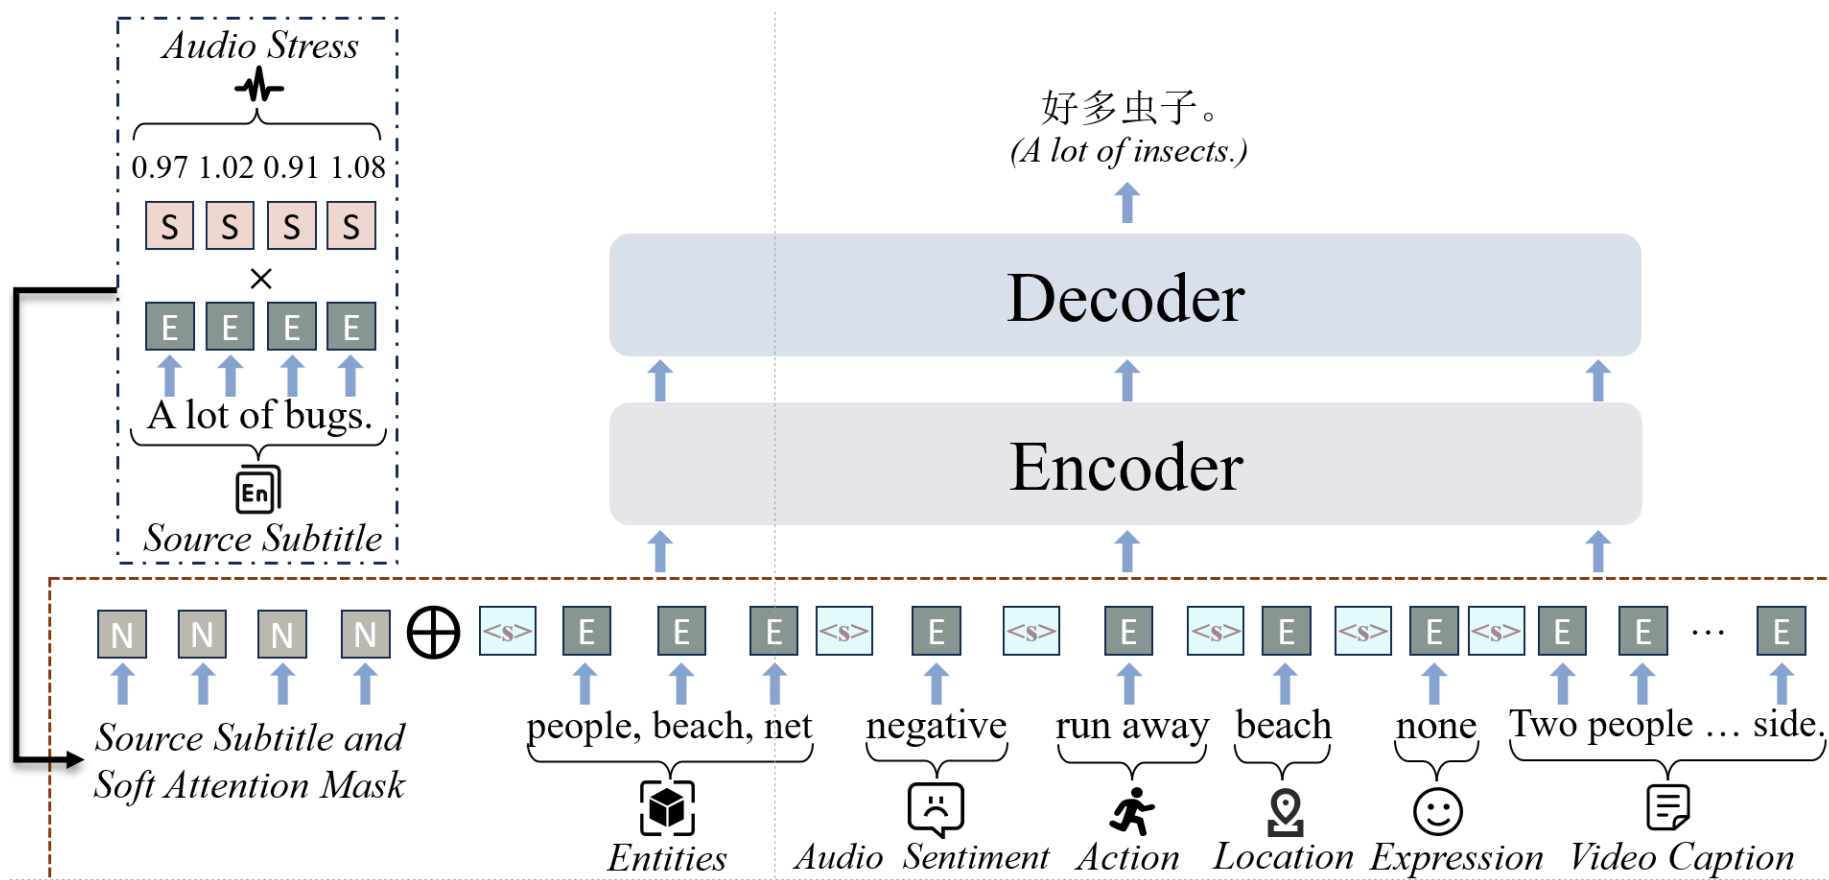 Audio Stress
0.97 1.02 0.91 1.08
S S S S
×
E E E E
A lot of bugs.
En
Source Subtitle
好多虫子。
(A lot of insects.)
Decoder
Encoder
N N N N <s> E E E <s> E <s> E <s> E <s> E <s> E E ... E
Source Subtitle and
Soft Attention Mask
people, beach, net negative run away beach none Two people ... side.
Entities Audio Sentiment Action Location Expression Video Caption